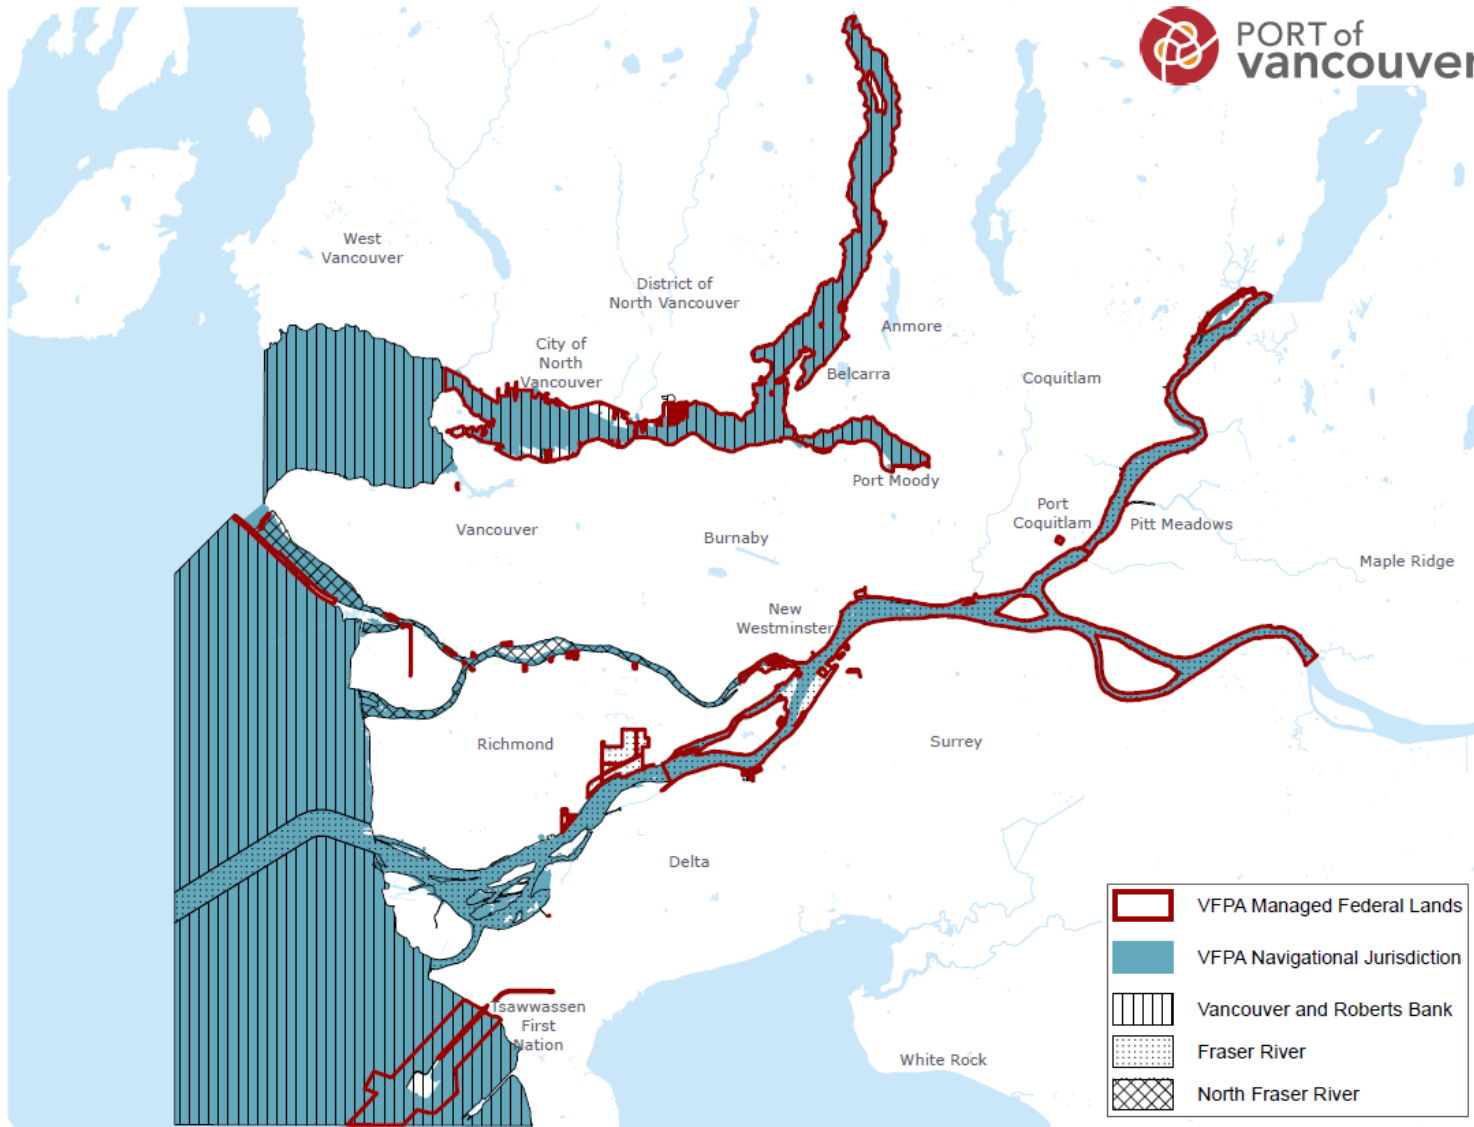 PORT of
vancouver
West
Vancouver
District of
North Vancouver
City of
North
Vancouver
Anmore
Belcarra
Coquitlam
Port Moody
Port
Coquitlam
Pitt Meadows
Vancouver
Burnaby
Maple Ridge
New
Westminster
Richmond
Surrey
Delta
Tsawwassen
First
Nation
White Rock
VFPA Managed Federal Lands
VFPA Navigational Jurisdiction
Vancouver and Roberts Bank
Fraser River
North Fraser River